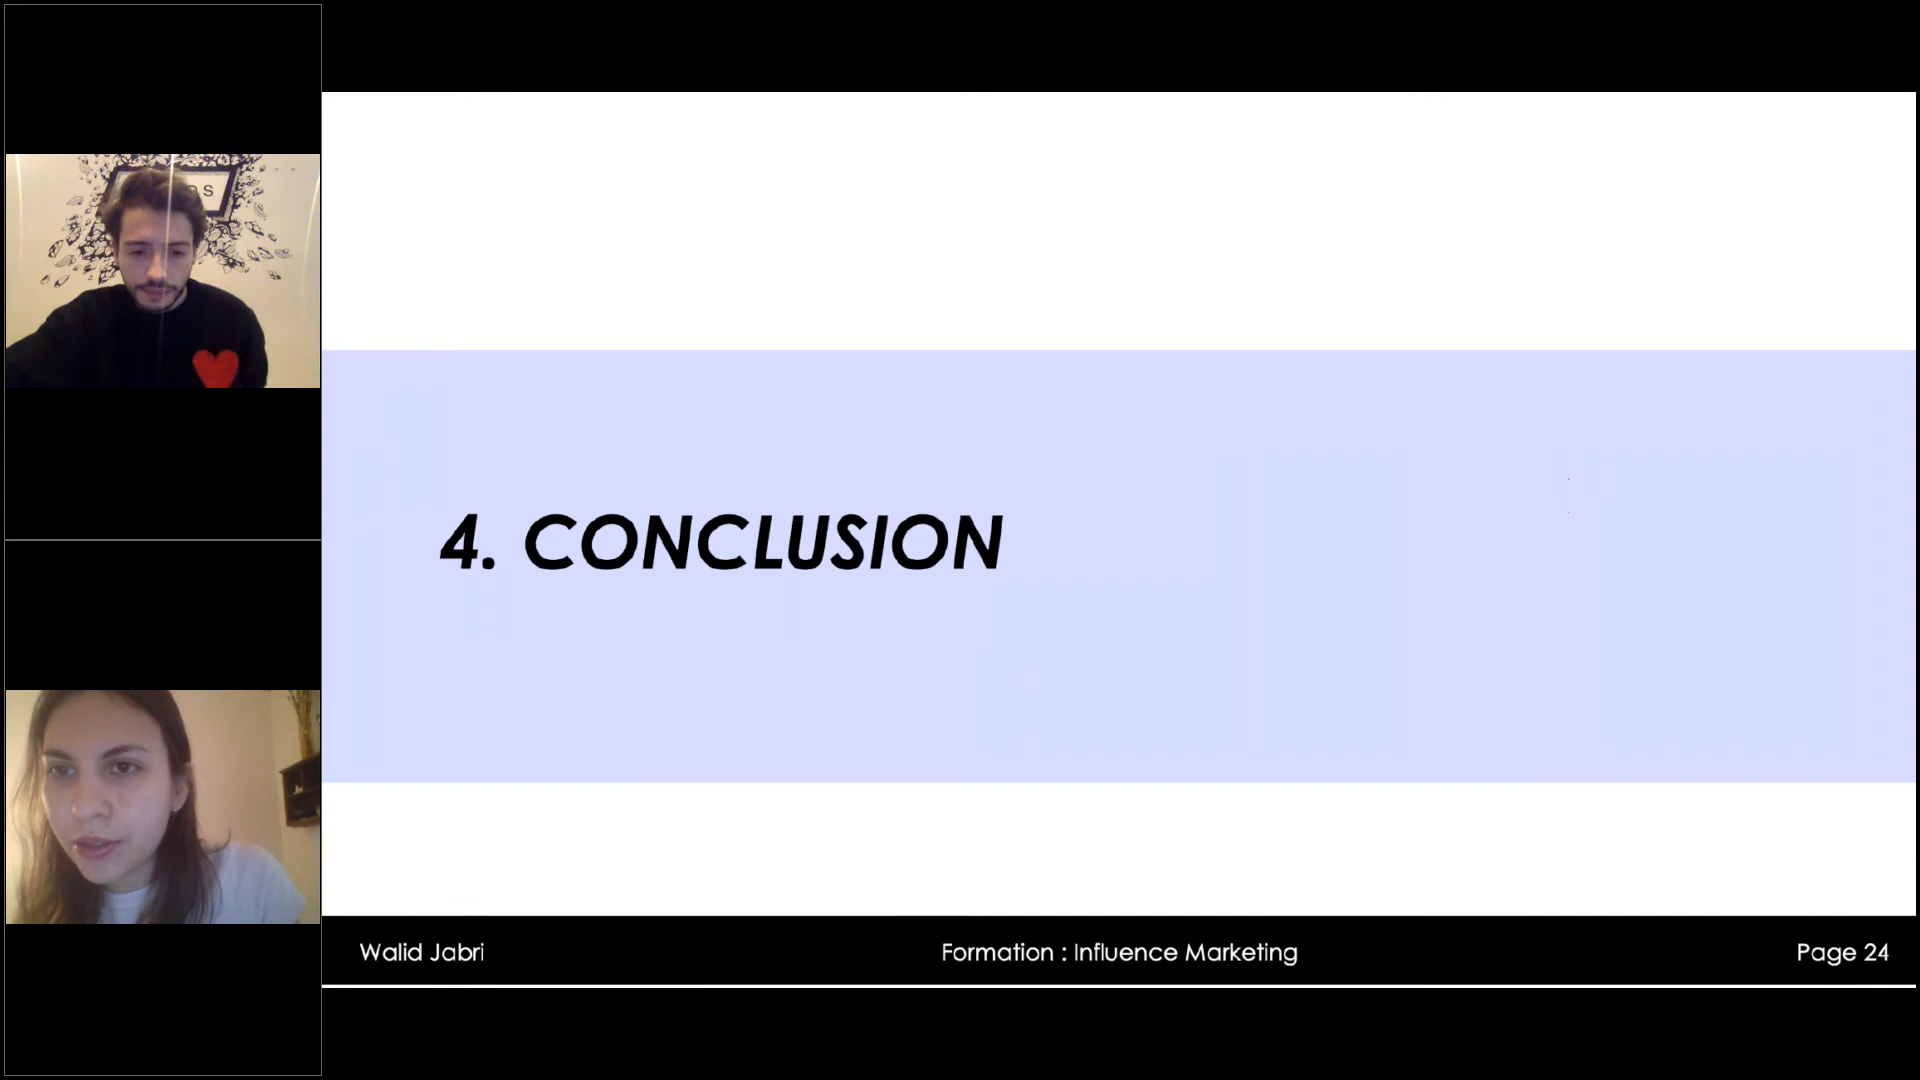 4. CONCLUSION
Walid Jabri
Formation : Influence Marketing
Page 24